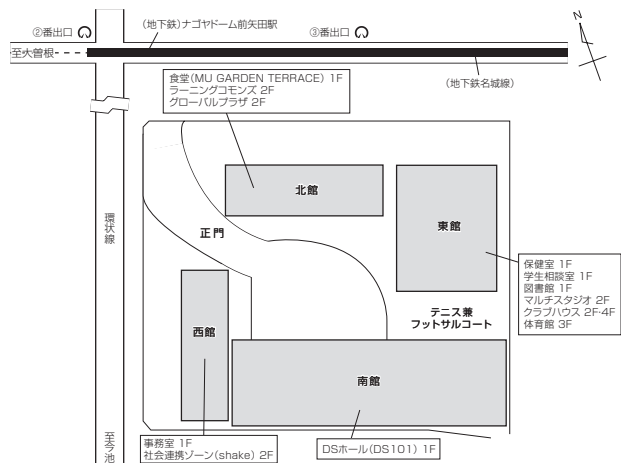 ②番出口
(地下鉄)ナゴヤドーム前矢田駅
③番出口
N
至大曽根
(地下鉄名城線)
食堂(MU GARDEN TERRACE) 1F
ラーニングコモンズ 2F
グローバルプラザ 2F
北館
東館
環状線
正門
保健室 1F
学生相談室 1F
図書館 1F
マルチスタジオ 2F
クラブハウス 2F・4F
体育館 3F
テニス兼
フットサルコート
西館
南館
至今池
事務室 1F
社会連携ゾーン(shake) 2F
DSホール(DS101) 1F